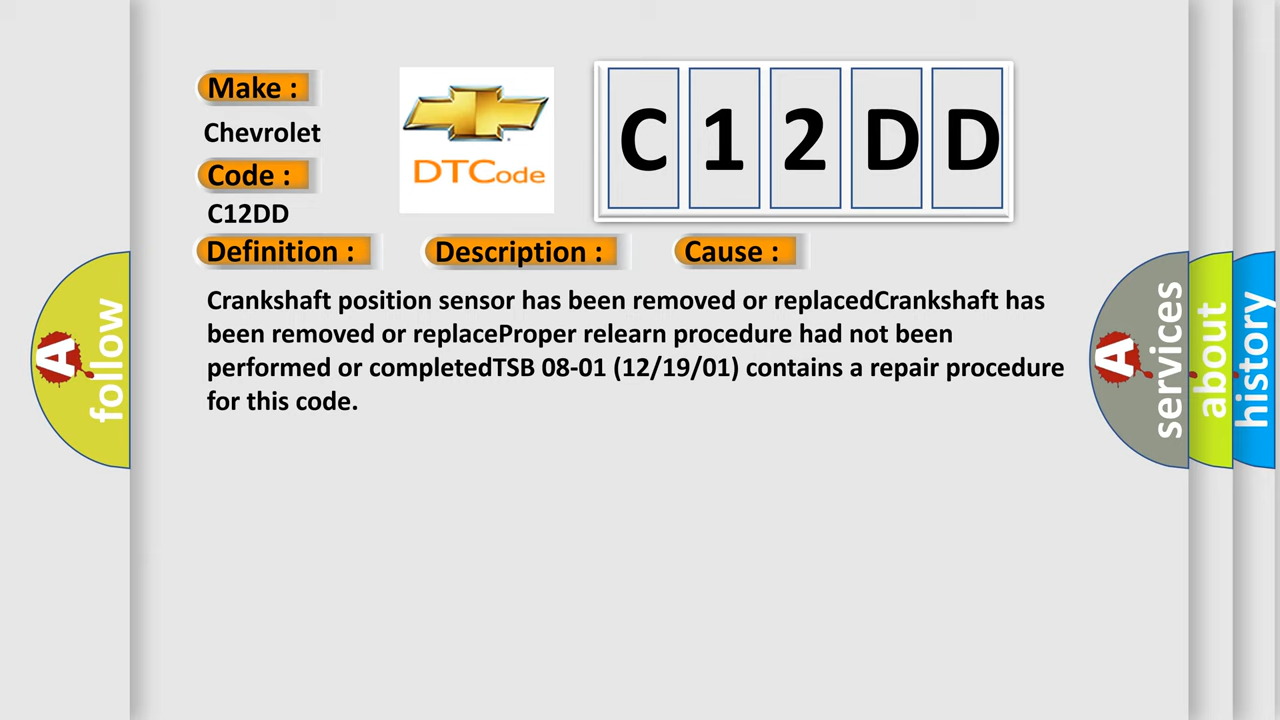 Make :
Chevrolet
Code :
C12DD
DTCode
C12DD
Definition :
Description :
Cause :
Crankshaft position sensor has been removed or replacedCrankshaft has
been removed or replaceProper relearn procedure had not been
performed or completedTSB 08-01 (12/19/01) contains a repair procedure
for this code.
A
follow
A
services
about
history